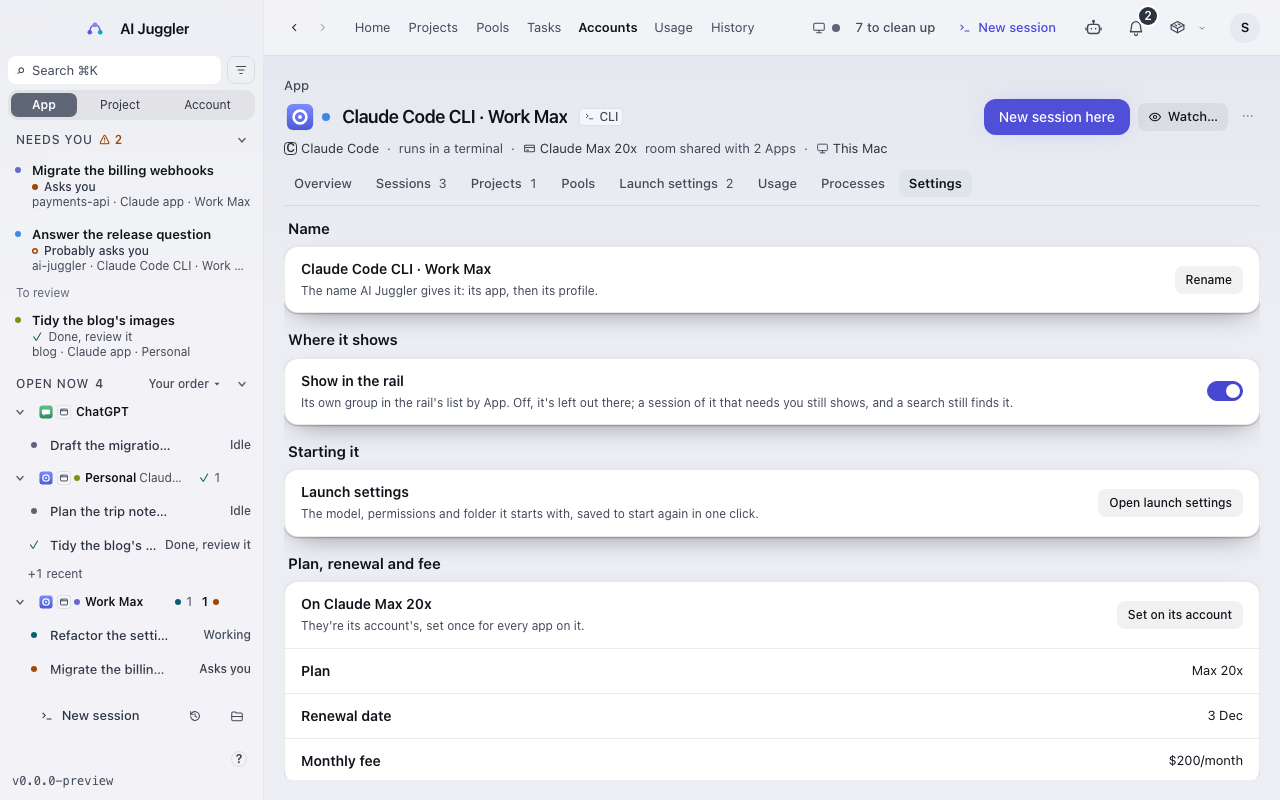 AI Juggler
Search ⌘K
App Project Account
NEEDS YOU 2
Migrate the billing webhooks
Asks you
payments-api · Claude app · Work Max
Answer the release question
Probably asks you
ai-juggler · Claude Code CLI · Work ...
To review
Tidy the blog's images
Done, review it
blog · Claude app · Personal
OPEN NOW 4 Your order
ChatGPT
Draft the migratio... Idle
Personal Claud... 1
Plan the trip note... Idle
Tidy the blog's ... Done, review it
+1 recent
Work Max 1 1
Refactor the setti... Working
Migrate the billin... Asks you
New session
?
v0.0.0-preview
Home Projects Pools Tasks Accounts Usage History 7 to clean up New session 2 S
App
Claude Code CLI · Work Max CLI New session here Watch...
Claude Code · runs in a terminal · Claude Max 20x room shared with 2 Apps · This Mac
Overview Sessions 3 Projects 1 Pools Launch settings 2 Usage Processes Settings
Name
Claude Code CLI · Work Max
The name AI Juggler gives it: its app, then its profile.
Rename
Where it shows
Show in the rail
Its own group in the rail's list by App. Off, it's left out there; a session of it that needs you still shows, and a search still finds it.
Starting it
Launch settings
The model, permissions and folder it starts with, saved to start again in one click.
Open launch settings
Plan, renewal and fee
On Claude Max 20x
They're its account's, set once for every app on it.
Set on its account
Plan Max 20x
Renewal date 3 Dec
Monthly fee $200/month